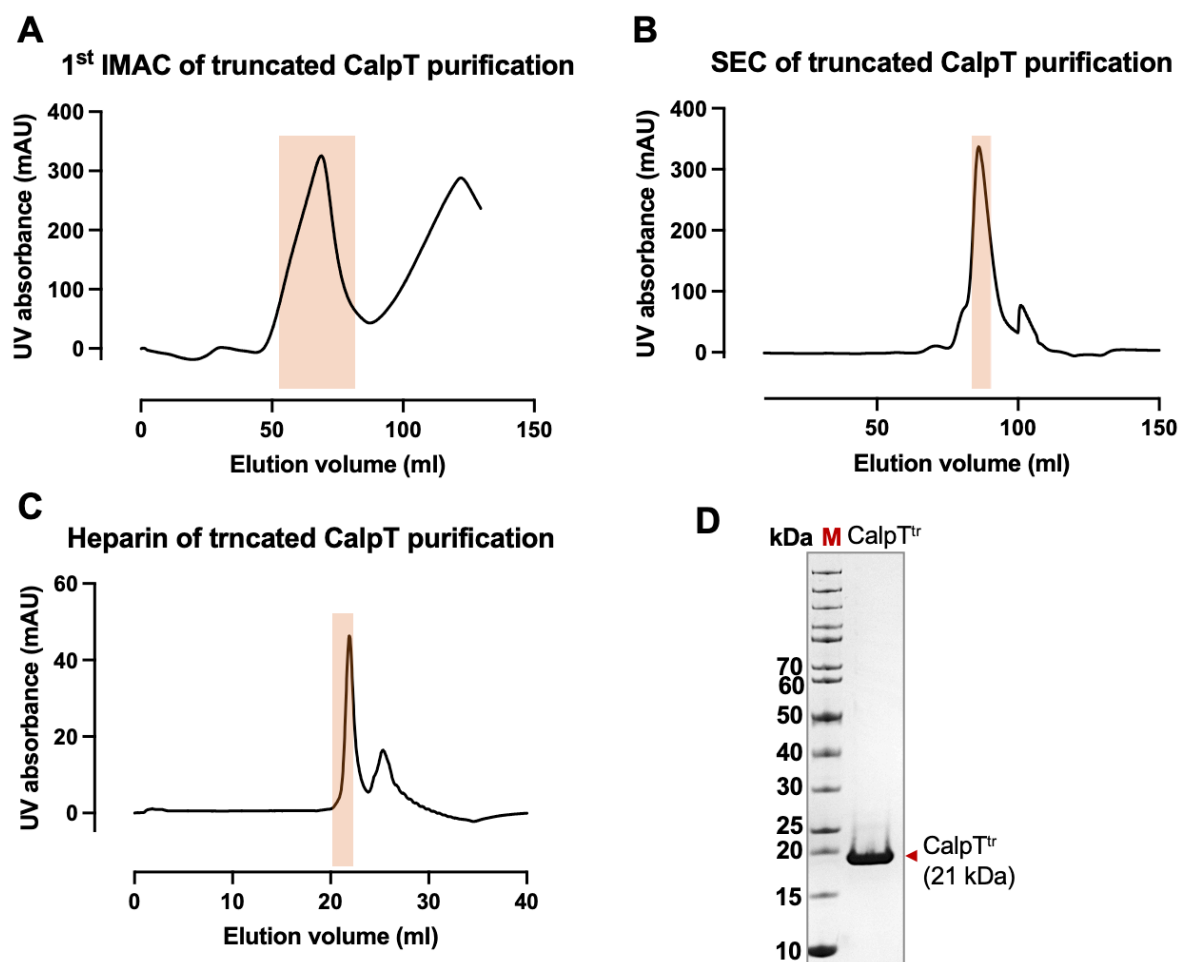 A
1st IMAC of truncated CalpT purification
UV absorbance (mAU)
400
300
200
100
0
0 50 100 150
Elution volume (ml)
B
SEC of truncated CalpT purification
UV absorbance (mAU)
400
300
200
100
0
50 100 150
Elution volume (ml)
C
Heparin of trncated CalpT purification
UV absorbance (mAU)
60
40
20
0
0 10 20 30 40
Elution volume (ml)
D
kDa M CalpTtr
70
60
50
40
30
25
20
15
10
CalpTtr
(21 kDa)